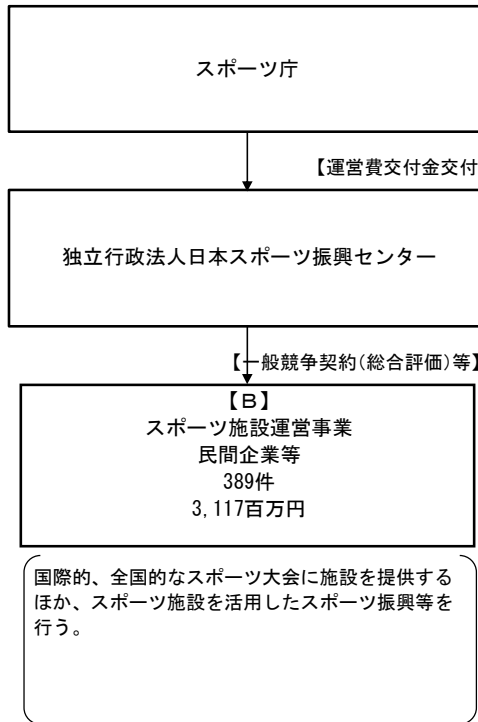 スポーツ庁
【運営費交付金交付
独立行政法人日本スポーツ振興センター
【一般競争契約(総合評価)等】
【B】
スポーツ施設運営事業
民間企業等
389件
3,117百万円
国際的、全国的なスポーツ大会に施設を提供する
ほか、スポーツ施設を活用したスポーツ振興等を
行う。